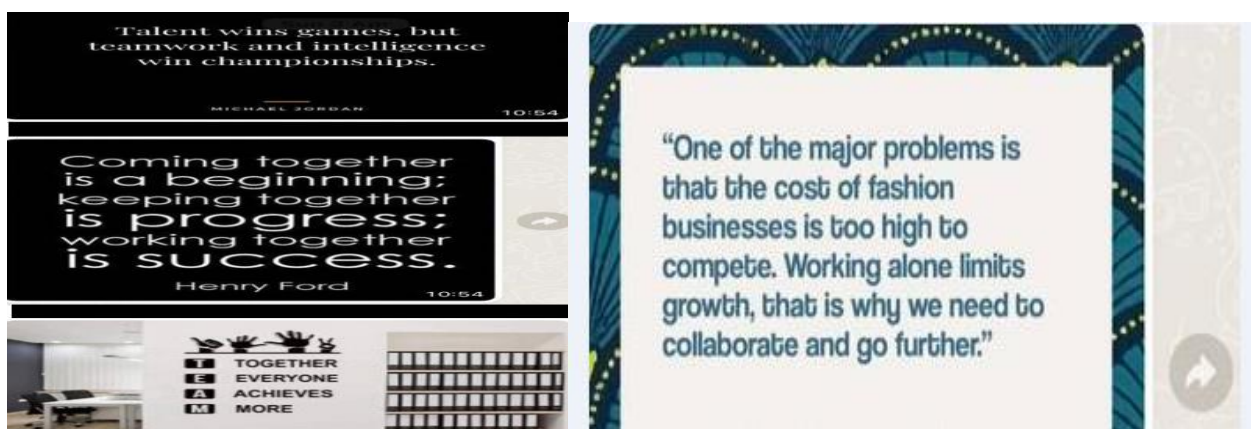 Talent wins games, but
teamwork and intelligence
win championships.
MICHAEL JORDAN
10:54
Coming together
is a beginning;
keeping together
is progress;
working together
is success.
Henry Ford
10:54
T TOGETHER
E EVERYONE
A ACHIEVES
M MORE
“One of the major problems is
that the cost of fashion
businesses is too high to
compete. Working alone limits
growth, that is why we need to
collaborate and go further.”